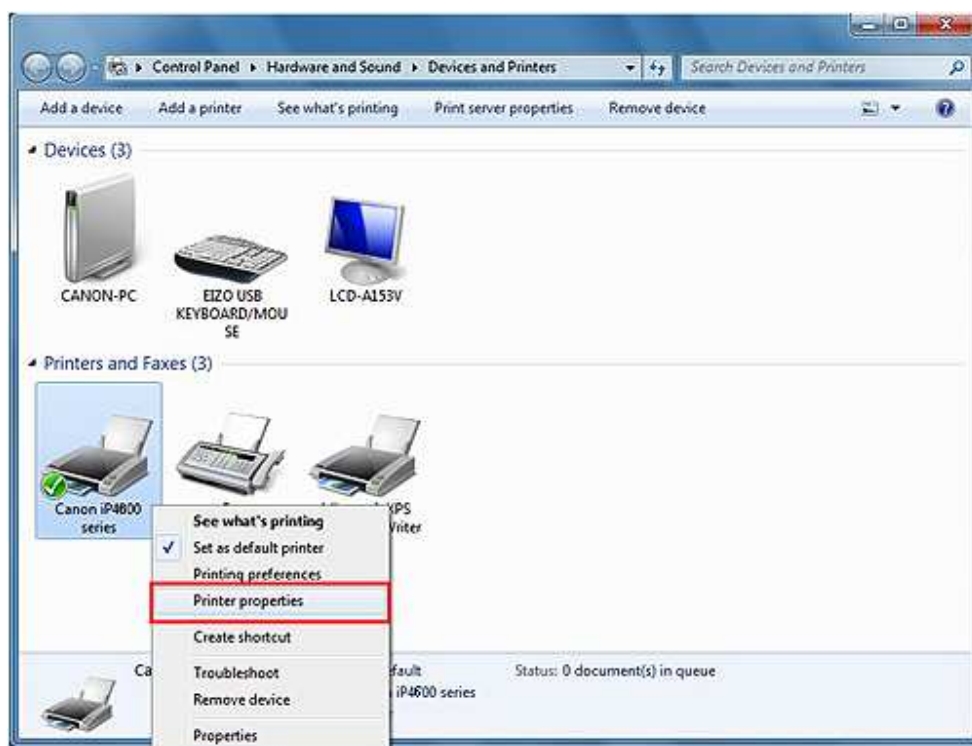 Control Panel ▸ Hardware and Sound ▸ Devices and Printers
Search Devices and Printers
Add a device Add a printer See what's printing Print server properties Remove device
Devices (3)
CANON-PC
EIZO USB
KEYBOARD/MOU
SE
LCD-A153V
Printers and Faxes (3)
Canon iP4600
series
XPS
Writer
See what's printing
Set as default printer
Printing preferences
Printer properties
Create shortcut
Troubleshoot
Remove device
Properties
Ca
fault
iP4600 series
Status: 0 document(s) in queue